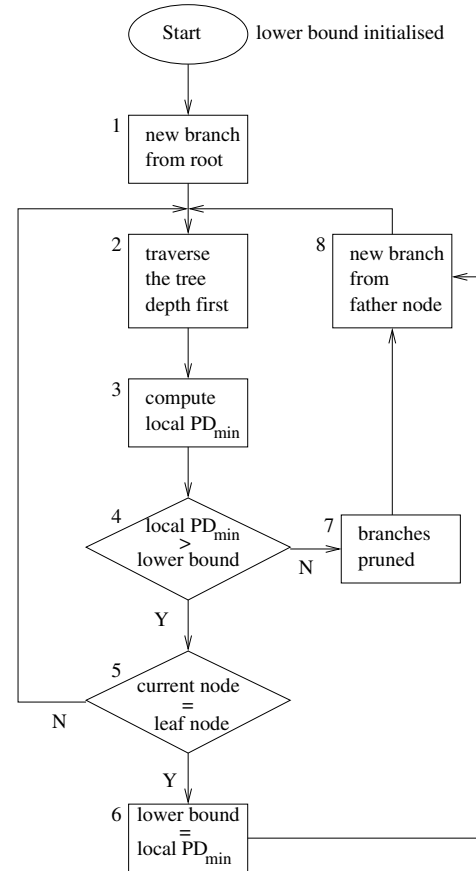 Start
lower bound initialised
1
new branch
from root
2
traverse
the tree
depth first
8
new branch
from
father node
3
compute
local PD_min
4
local PD_min
>
lower bound
N
Y
7
branches
pruned
5
current node
=
leaf node
N
Y
6
lower bound
=
local PD_min